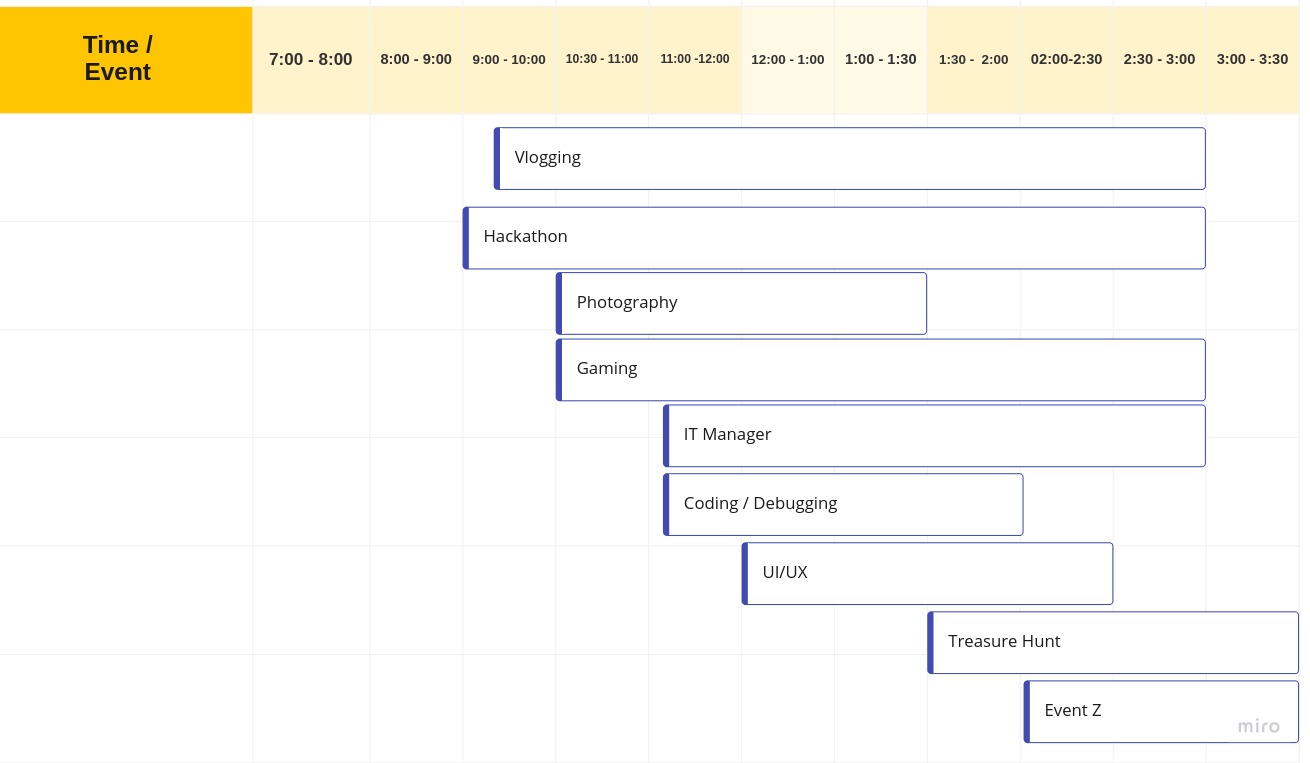 Time /
Event
7:00 - 8:00
8:00 - 9:00
9:00 - 10:00
10:30 - 11:00
11:00 -12:00
12:00 - 1:00
1:00 - 1:30
1:30 -  2:00
02:00-2:30
2:30 - 3:00
3:00 - 3:30
Vlogging
Hackathon
Photography
Gaming
IT Manager
Coding / Debugging
UI/UX
Treasure Hunt
Event Z
miro